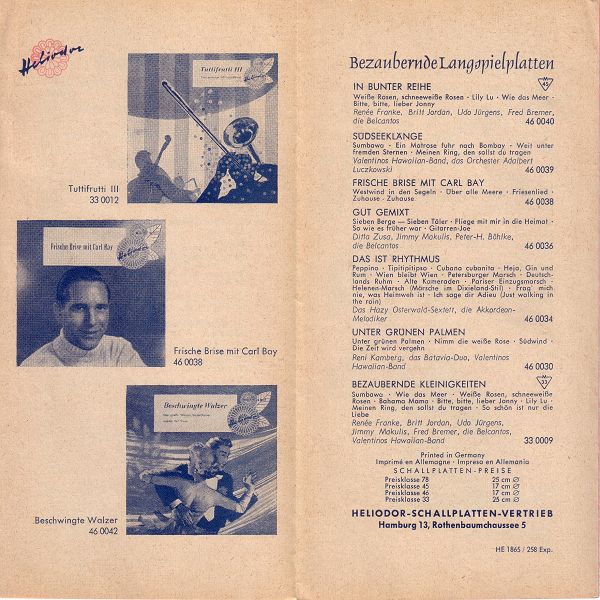 Heliodor
Tuttifrutti III
Tuttifrutti III
33 0012
Frische Brise mit Carl Bay
Heliodor
Frische Brise mit Carl Bay
46 0038
Beschwingte Walzer
Beschwingte Walzer
46 0042
Bezaubernde Langspielplatten
IN BUNTER REIHE
M 45
Weiße Rosen, schneeweiße Rosen · Lily Lu · Wie das Meer ·
Bitte, bitte, lieber Jonny
Renée Franke, Britt Jordan, Udo Jürgens, Fred Bremer,
die Belcantos 46 0040
SÜDSEEKLÄNGE
Sumbawa · Ein Matrose fuhr nach Bombay · Weit unter
fremden Sternen · Meinen Ring, den sollst du tragen
Valentinos Hawaiian-Band, das Orchester Adalbert
Luczkowski 46 0039
FRISCHE BRISE MIT CARL BAY
Westwind in den Segeln · Über alle Meere · Friesenlied ·
Zuhause · Zuhause 46 0038
GUT GEMIXT
Sieben Berge — Sieben Täler · Fliege mit mir in die Heimat ·
So wie es früher war · Gitarren-Joe
Ditta Zusa, Jimmy Makulis, Peter-H. Böhlke,
die Belcantos 46 0036
DAS IST RHYTHMUS
Peppino · Tipitipitipso · Cubana cubanita · Hejo, Gin und
Rum · Wien bleibt Wien · Petersburger Marsch · Deutsch-
lands Ruhm · Alte Kameraden · Pariser Einzugsmarsch ·
Helenen-Marsch (Märsche im Dixieland-Stil) · Frag' mich
nie, was Heimweh ist · Ich sage dir Adieu (Just walking in
the rain)
Das Hazy Osterwald-Sextett, die Akkordeon-
Melodiker 46 0034
UNTER GRÜNEN PALMEN
Unter grünen Palmen · Nimm die weiße Rose · Südwind ·
Die Zeit wird vergehn
Reni Kamberg, das Batavia-Duo, Valentinos
Hawaiian-Band 46 0030
BEZAUBERNDE KLEINIGKEITEN
M 33
Sumbawa · Wie das Meer · Weiße Rosen, schneeweiße
Rosen · Bahama Mama · Bitte, bitte, lieber Jonny · Lily Lu ·
Meinen Ring, den sollst du tragen · So schön ist nur die
Liebe
Renée Franke, Britt Jordan, Udo Jürgens,
Jimmy Makulis, Fred Bremer, die Belcantos,
Valentinos Hawaiian-Band 33 0009
Printed in Germany
Imprimé en Allemagne · Impreso en Allemania
SCHALLPLATTEN-PREISE
Preisklasse 78 25 cm Ø
Preisklasse 45 17 cm Ø
Preisklasse 46 17 cm Ø
Preisklasse 33 25 cm Ø
HELIODOR-SCHALLPLATTEN-VERTRIEB
Hamburg 13, Rothenbaumchaussee 5
HE 1865 / 258 Exp.